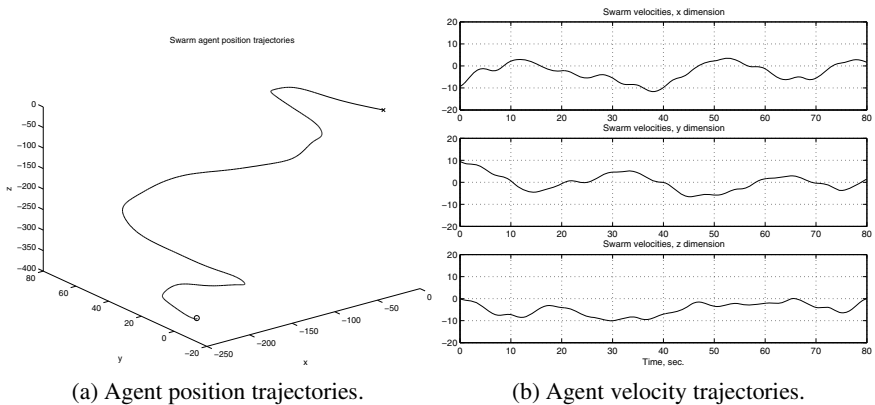 Swarm agent position trajectories
0
−50
−100
−150
−200
−250
−300
−350
−400
z
80
60
40
20
0
−20
y
−250
−200
−150
−100
−50
0
x
Swarm velocities, x dimension
20
10
0
−10
−20
0 10 20 30 40 50 60 70 80
Swarm velocities, y dimension
20
10
0
−10
−20
0 10 20 30 40 50 60 70 80
Swarm velocities, z dimension
20
10
0
−10
−20
0 10 20 30 40 50 60 70 80
Time, sec.
(a) Agent position trajectories.
(b) Agent velocity trajectories.